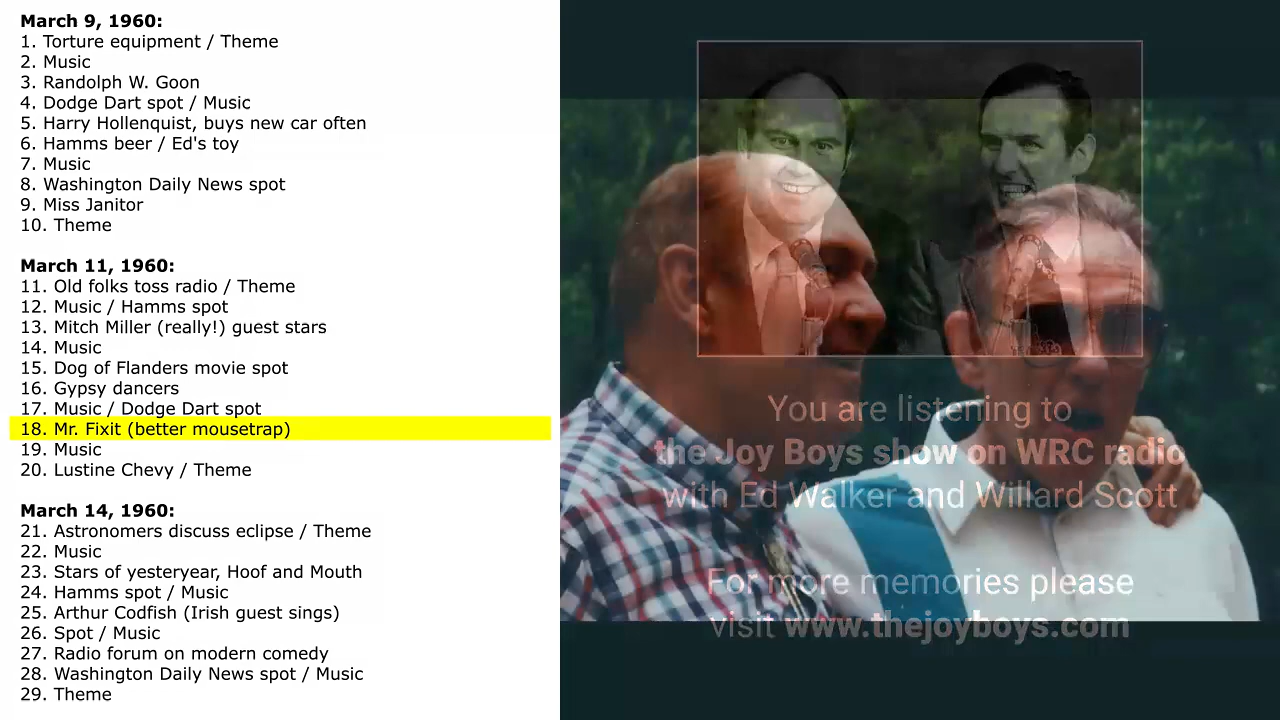 March 9, 1960:
1. Torture equipment / Theme
2. Music
3. Randolph W. Goon
4. Dodge Dart spot / Music
5. Harry Hollenquist, buys new car often
6. Hamms beer / Ed's toy
7. Music
8. Washington Daily News spot
9. Miss Janitor
10. Theme
March 11, 1960:
11. Old folks toss radio / Theme
12. Music / Hamms spot
13. Mitch Miller (really!) guest stars
14. Music
15. Dog of Flanders movie spot
16. Gypsy dancers
17. Music / Dodge Dart spot
18. Mr. Fixit (better mousetrap)
19. Music
20. Lustine Chevy / Theme
March 14, 1960:
21. Astronomers discuss eclipse / Theme
22. Music
23. Stars of yesteryear, Hoof and Mouth
24. Hamms spot / Music
25. Arthur Codfish (Irish guest sings)
26. Spot / Music
27. Radio forum on modern comedy
28. Washington Daily News spot / Music
29. Theme
You are listening to
the Joy Boys show on WRC radio
with Ed Walker and Willard Scott
For more memories please
visit www.thejoyboys.com